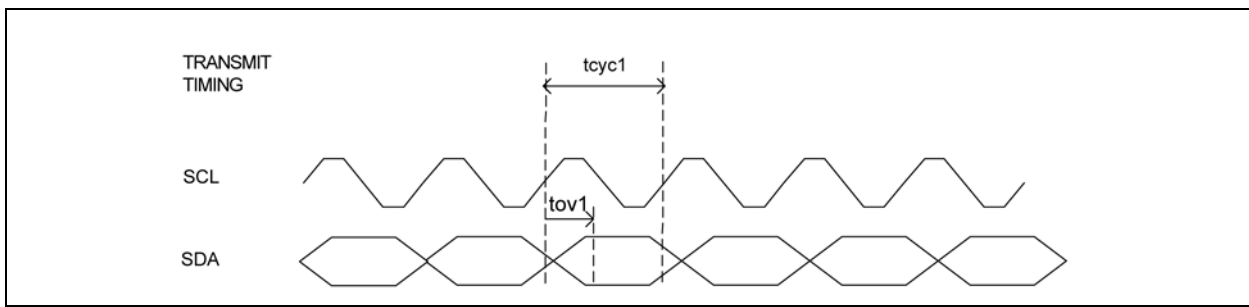 TRANSMIT
TIMING
tcyc1
SCL
tov1
SDA